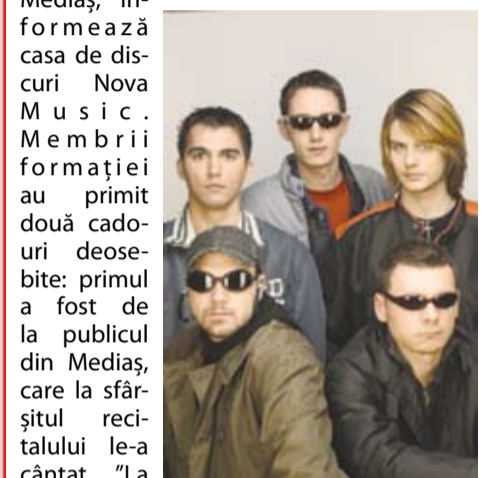 Mediaş, in-
formează
casa de dis-
curi Nova
Music.
Membrii
formaţiei
au primit
două cado-
uri deose-
bite: primul
a fost de
la publicul
din Mediaş,
care la sfâr-
şitul reci-
talului le-a
cântat "La